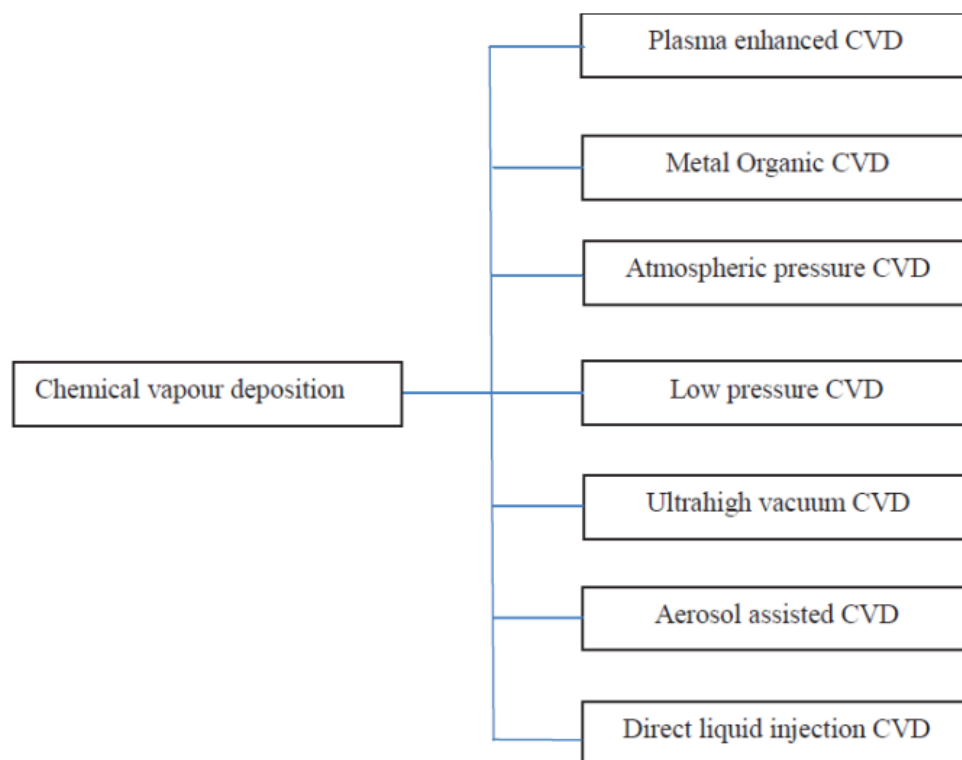 Plasma enhanced CVD
Metal Organic CVD
Atmospheric pressure CVD
Chemical vapour deposition
Low pressure CVD
Ultrahigh vacuum CVD
Aerosol assisted CVD
Direct liquid injection CVD